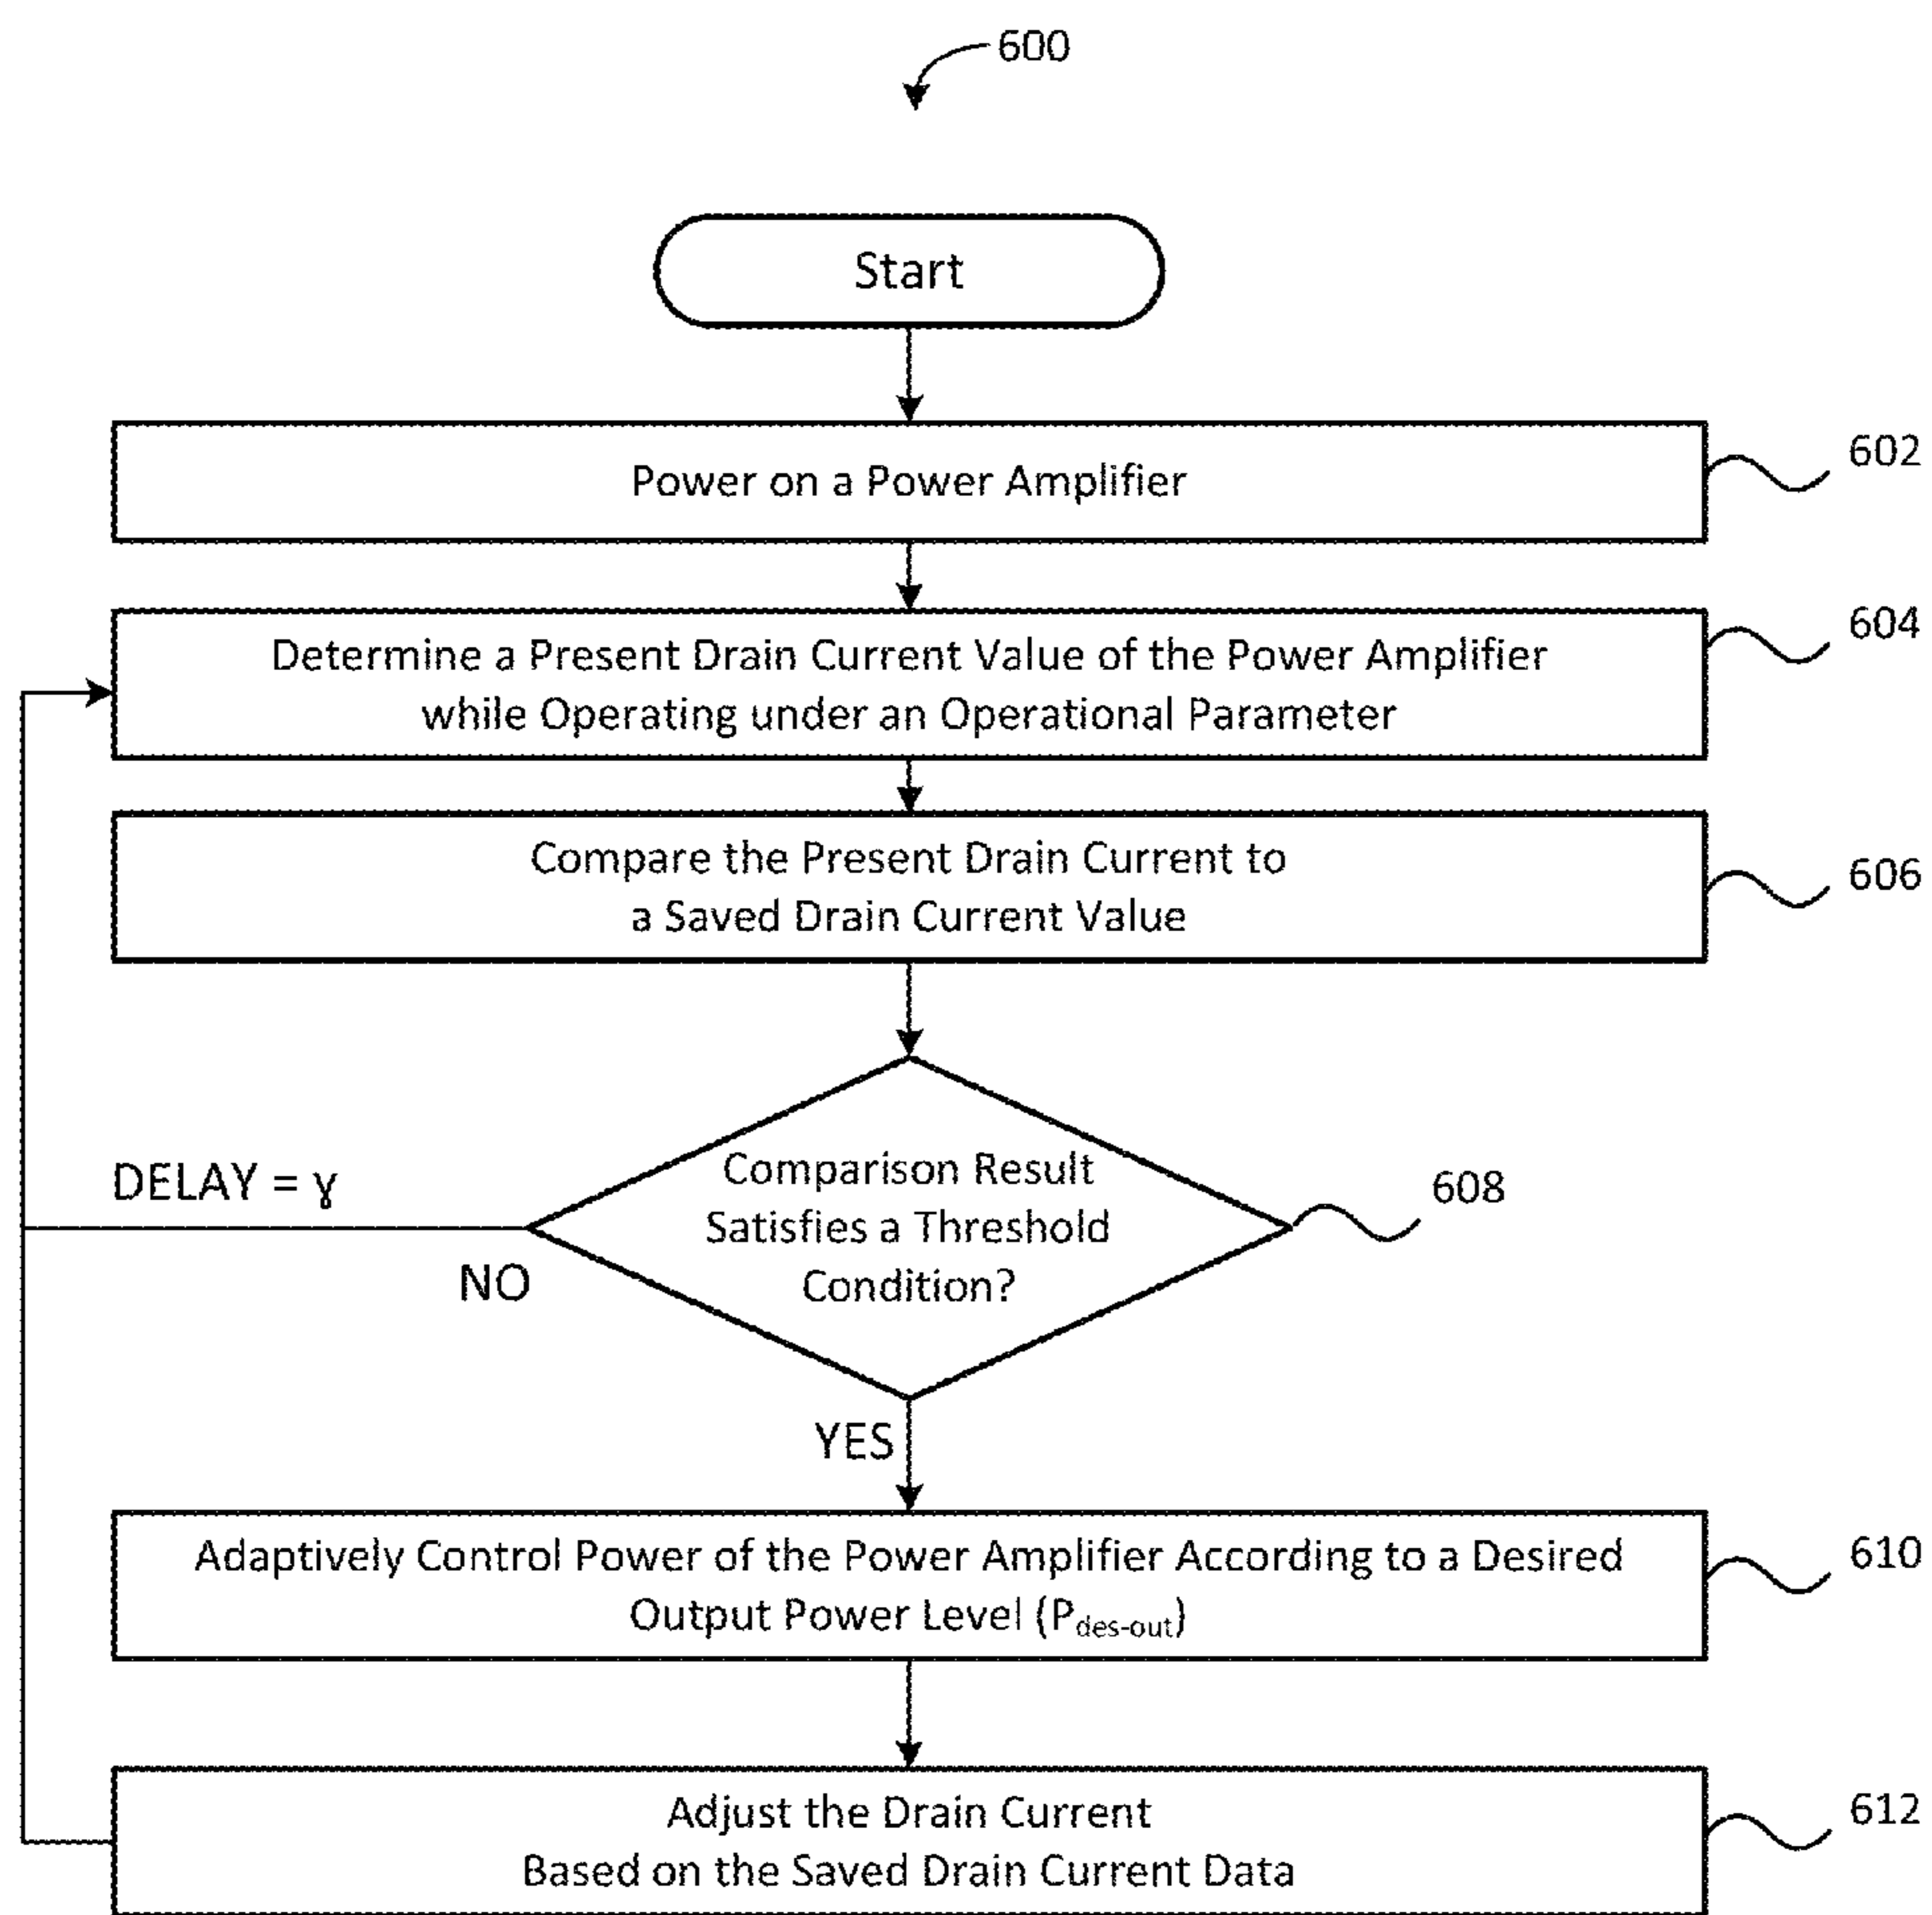 600
Start
Power on a Power Amplifier
602
Determine a Present Drain Current Value of the Power Amplifier
while Operating under an Operational Parameter
604
Compare the Present Drain Current to
a Saved Drain Current Value
606
Comparison Result
Satisfies a Threshold
Condition?
608
DELAY = ɣ
NO
YES
Adaptively Control Power of the Power Amplifier According to a Desired
Output Power Level (P_des-out)
610
Adjust the Drain Current
Based on the Saved Drain Current Data
612